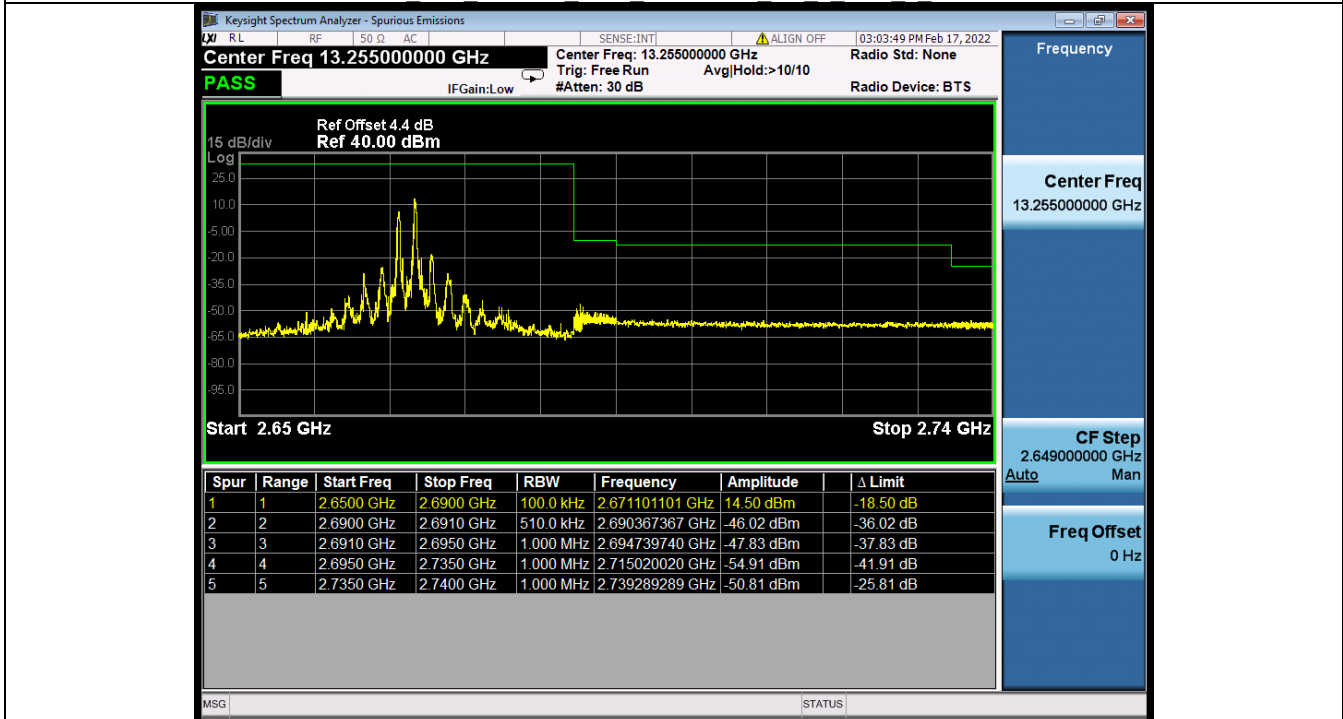 Keysight Spectrum Analyzer - Spurious Emissions
LXI RL RF 50 Ω AC SENSE:INT ALIGN OFF 03:03:49 PM Feb 17, 2022
Center Freq 13.255000000 GHz
Center Freq: 13.255000000 GHz Radio Std: None
Trig: Free Run Avg|Hold:>10/10
PASS IFGain:Low #Atten: 30 dB Radio Device: BTS
Ref Offset 4.4 dB
15 dB/div Ref 40.00 dBm
Log
25.0
10.0
-5.00
-20.0
-35.0
-50.0
-65.0
-80.0
-95.0
Start 2.65 GHz Stop 2.74 GHz
Spur Range Start Freq Stop Freq RBW Frequency Amplitude Δ Limit
1 1 2.6500 GHz 2.6900 GHz 100.0 kHz 2.671101101 GHz 14.50 dBm -18.50 dB
2 2 2.6900 GHz 2.6910 GHz 510.0 kHz 2.690367367 GHz -46.02 dBm -36.02 dB
3 3 2.6910 GHz 2.6950 GHz 1.000 MHz 2.694739740 GHz -47.83 dBm -37.83 dB
4 4 2.6950 GHz 2.7350 GHz 1.000 MHz 2.715020020 GHz -54.91 dBm -41.91 dB
5 5 2.7350 GHz 2.7400 GHz 1.000 MHz 2.739289289 GHz -50.81 dBm -25.81 dB
MSG STATUS
Frequency
Center Freq
13.255000000 GHz
CF Step
2.649000000 GHz
Auto Man
Freq Offset
0 Hz